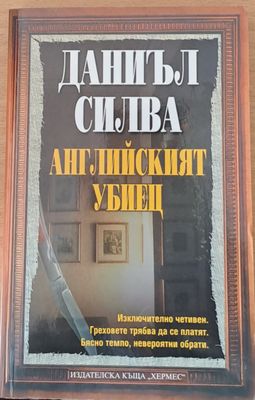 ДАНИЪЛ
СИЛВА
АНГЛИЙСКИЯТ
УБИЕЦ
Изключително четивен.
Греховете трябва да се платят.
Бясно темпо, невероятни обрати.
ИЗДАТЕЛСКА КЪЩА „ХЕРМЕС"